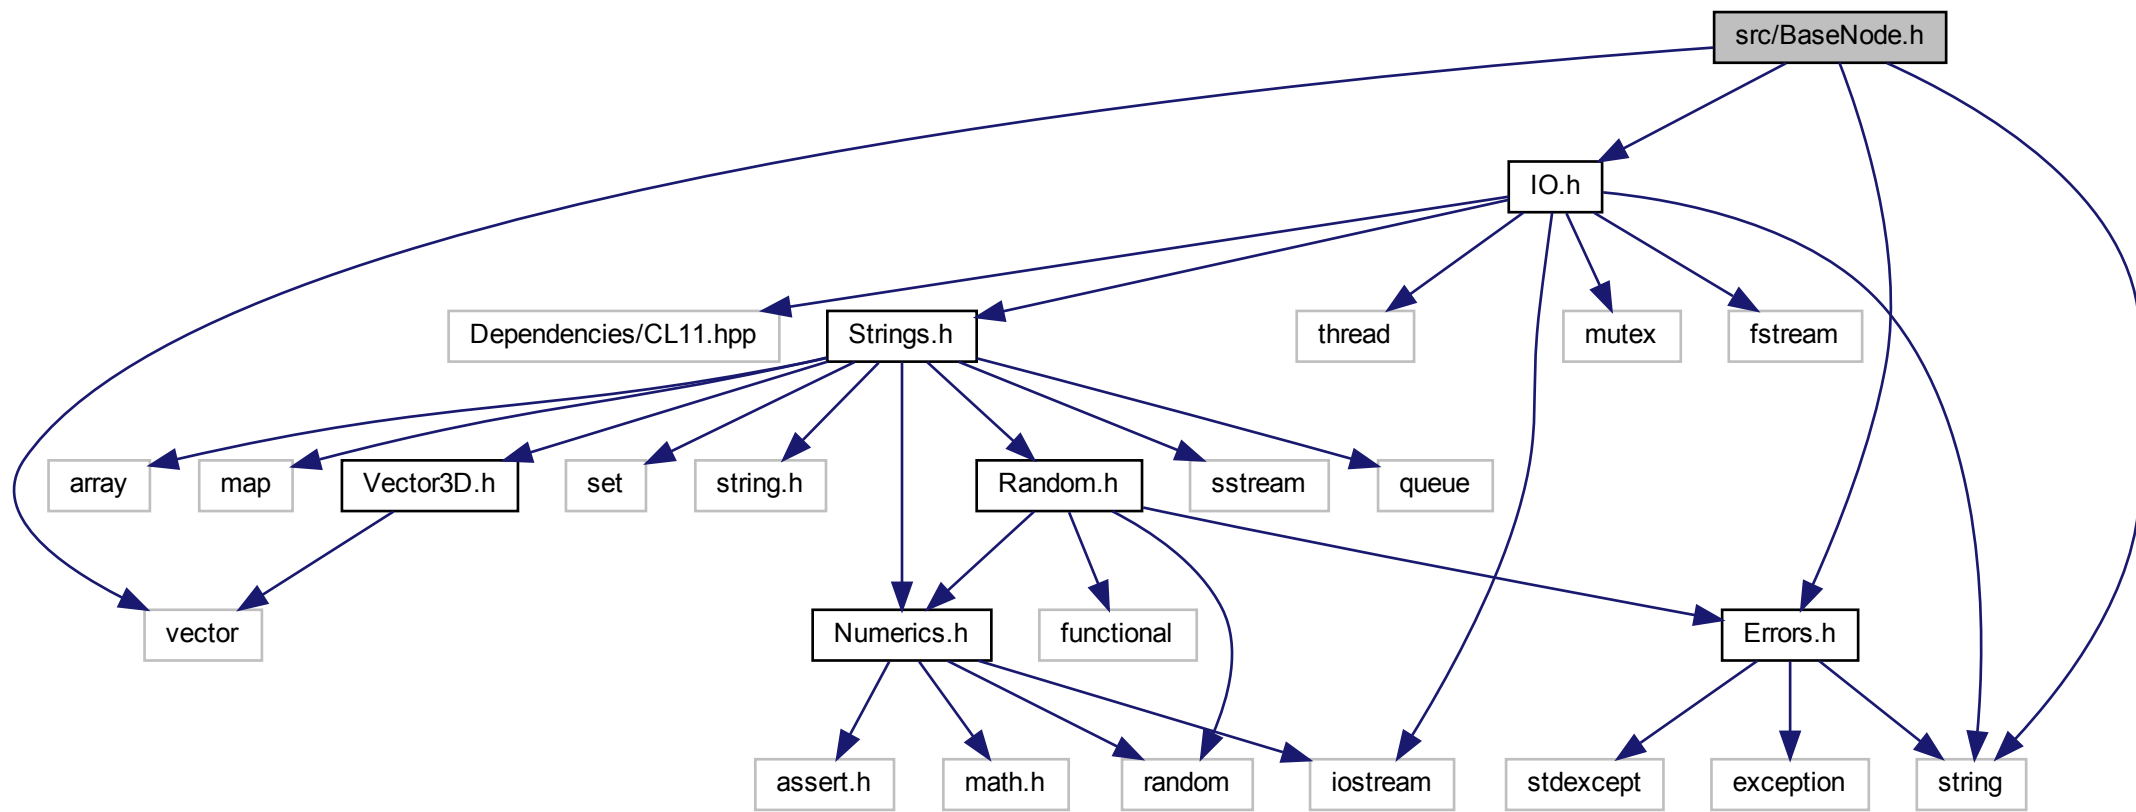 src/BaseNode.h
IO.h
Dependencies/CL11.hpp
Strings.h
thread
mutex
fstream
array
map
Vector3D.h
set
string.h
Random.h
sstream
queue
vector
Numerics.h
functional
Errors.h
assert.h
math.h
random
iostream
stdexcept
exception
string